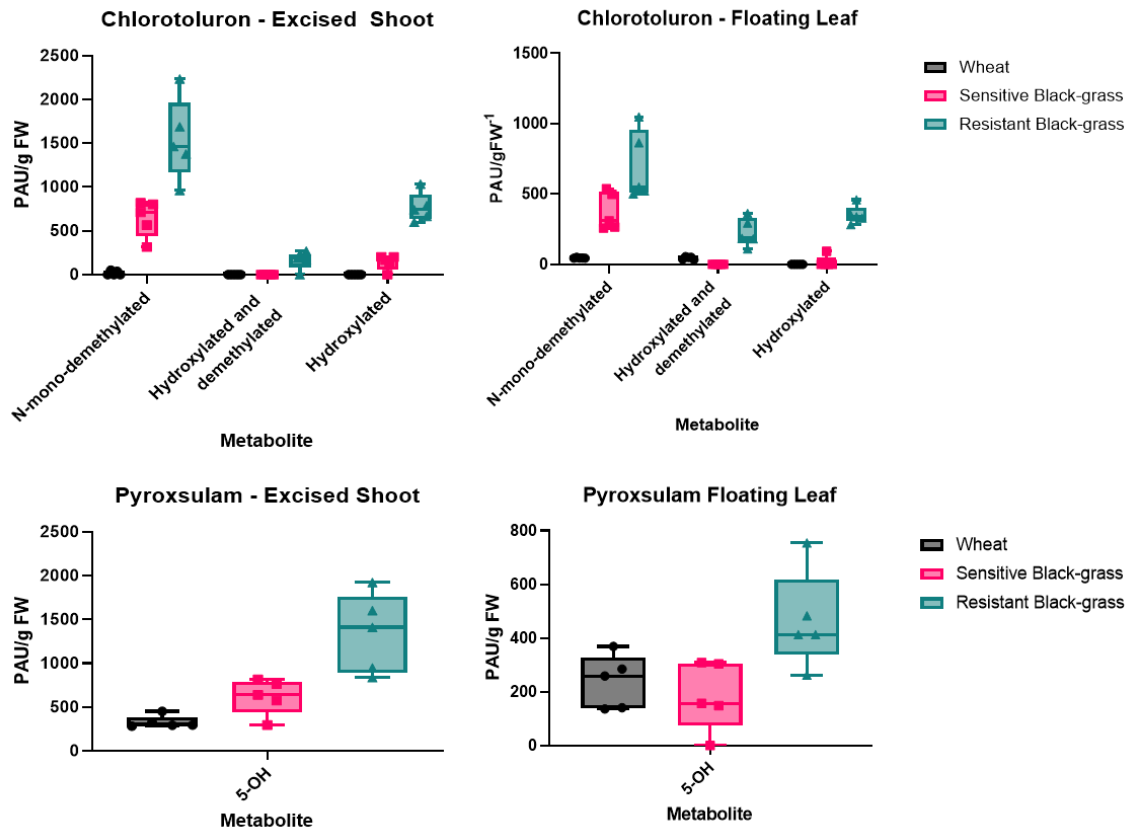 Chlorotoluron - Excised Shoot
PAU/g FW
2500
2000
1500
1000
500
0
N-mono-demethylated
Hydroxylated and
demethylated
Hydroxylated
Metabolite
Chlorotoluron - Floating Leaf
PAU/gFW-1
1500
1000
500
0
N-mono-demethylated
Hydroxylated and
demethylated
Hydroxylated
Metabolite
Wheat
Sensitive Black-grass
Resistant Black-grass
Pyroxsulam - Excised Shoot
PAU/g FW
2500
2000
1500
1000
500
0
5-OH
Metabolite
Pyroxsulam Floating Leaf
PAU/g FW
800
600
400
200
0
5-OH
Metabolite
Wheat
Sensitive Black-grass
Resistant Black-grass